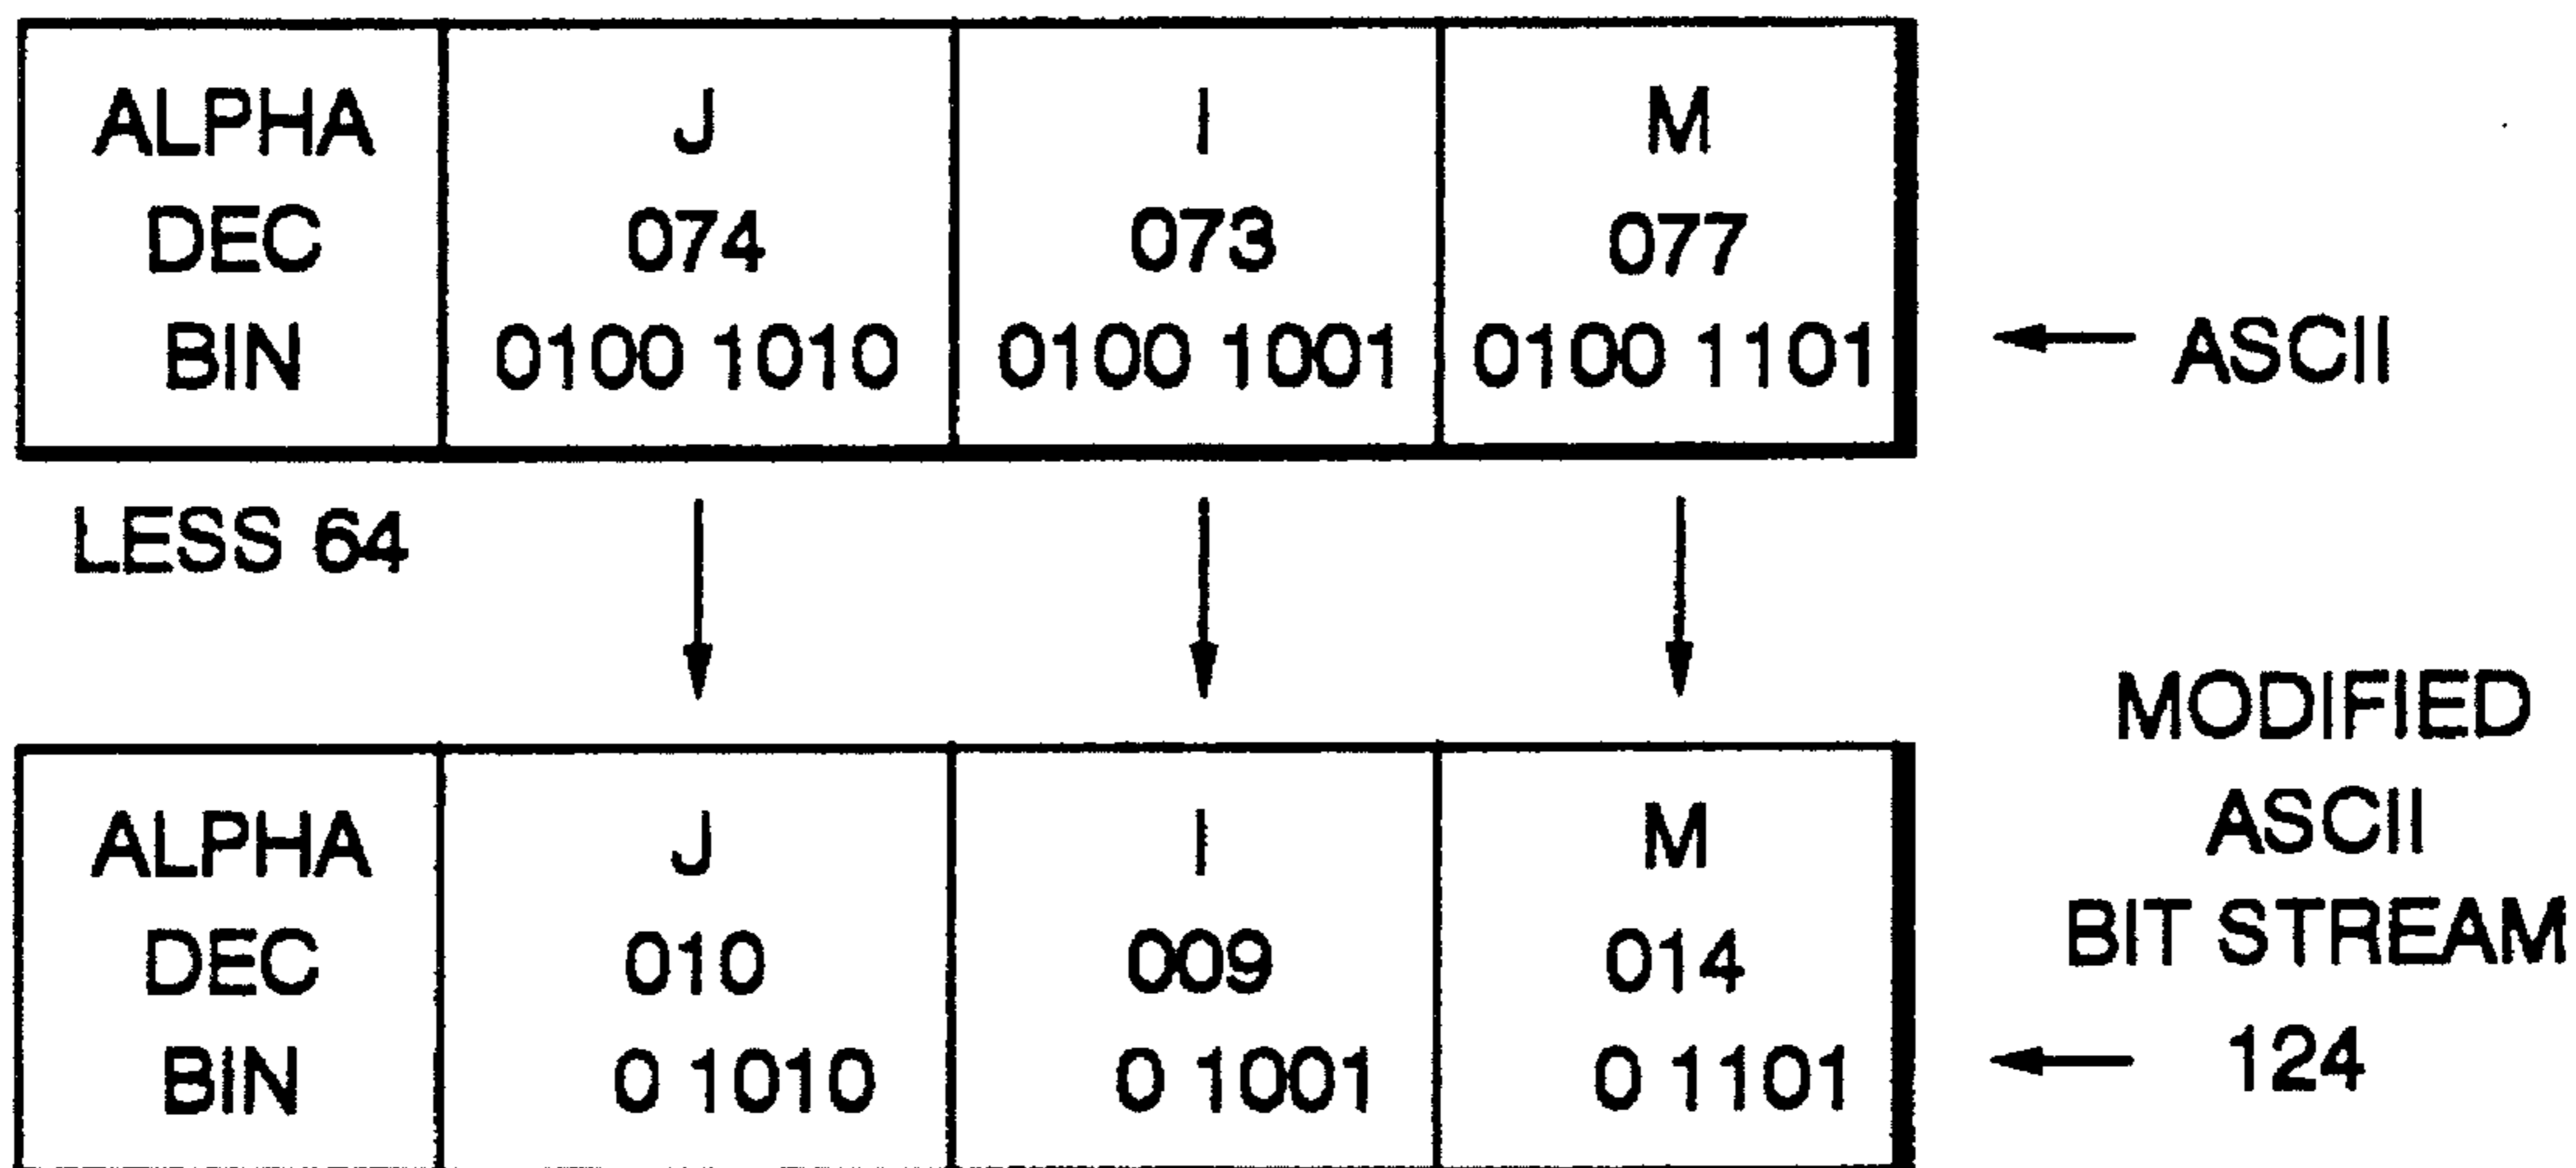 ALPHA J I M
DEC 074 073 077
BIN 0100 1010 0100 1001 0100 1101 ASCII
LESS 64
MODIFIED
ASCII
BIT STREAM
124
ALPHA J I M
DEC 010 009 014
BIN 0 1010 0 1001 0 1101